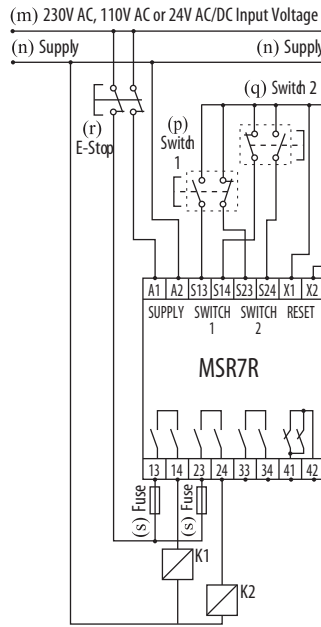 (m) 230V AC, 110V AC or 24V AC/DC Input Voltage
(n) Supply (n) Supply
(q) Switch 2
(r)
E-Stop
(p)
Switch
1
A1 A2 S13 S14 S23 S24 X1 X2
SUPPLY SWITCH 1 SWITCH 2 RESET
MSR7R
13 14 23 24 33 34 41 42
(s) Fuse (s) Fuse
K1
K2